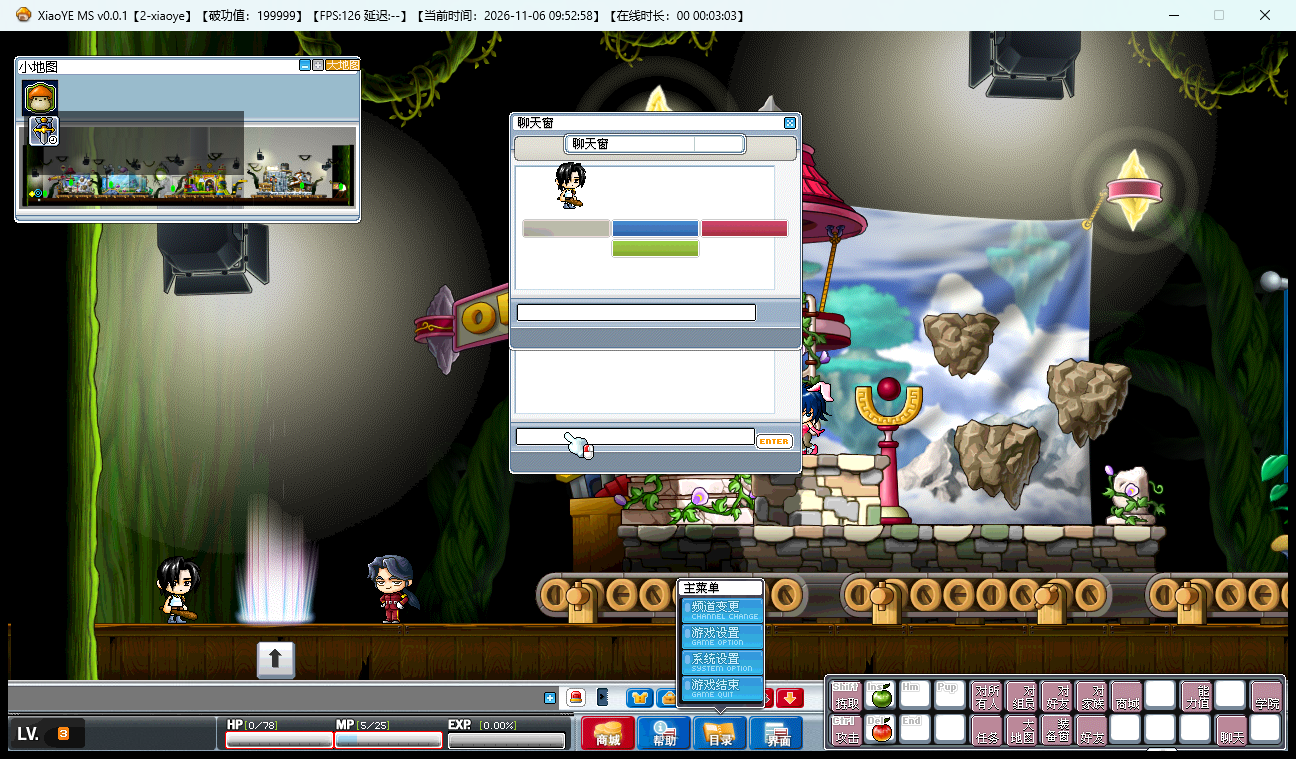 XiaoYE MS v0.0.1【2-xiaoye】【破功值：199999】【FPS:126 延迟:--】【当前时间：2026-11-06 09:52:58】【在线时长：00 00:03:03】
小地图
大地图
聊天窗
聊天窗
ENTER
主菜单
频道变更
CHANNEL CHANGE
游戏设置
GAME OPTION
系统设置
SYSTEM OPTION
游戏结束
GAME QUIT
LV. 3
HP[0/78] MP[5/25] EXP. [0.00%]
商城 帮助 目录 界面
Shift 拣取 Ins Hm Pup 对所有人 对组员 对好友 对家族 商城 能力值 学院
Ctrl 攻击 Del End 任务 大地图 装备窗 好友 聊天